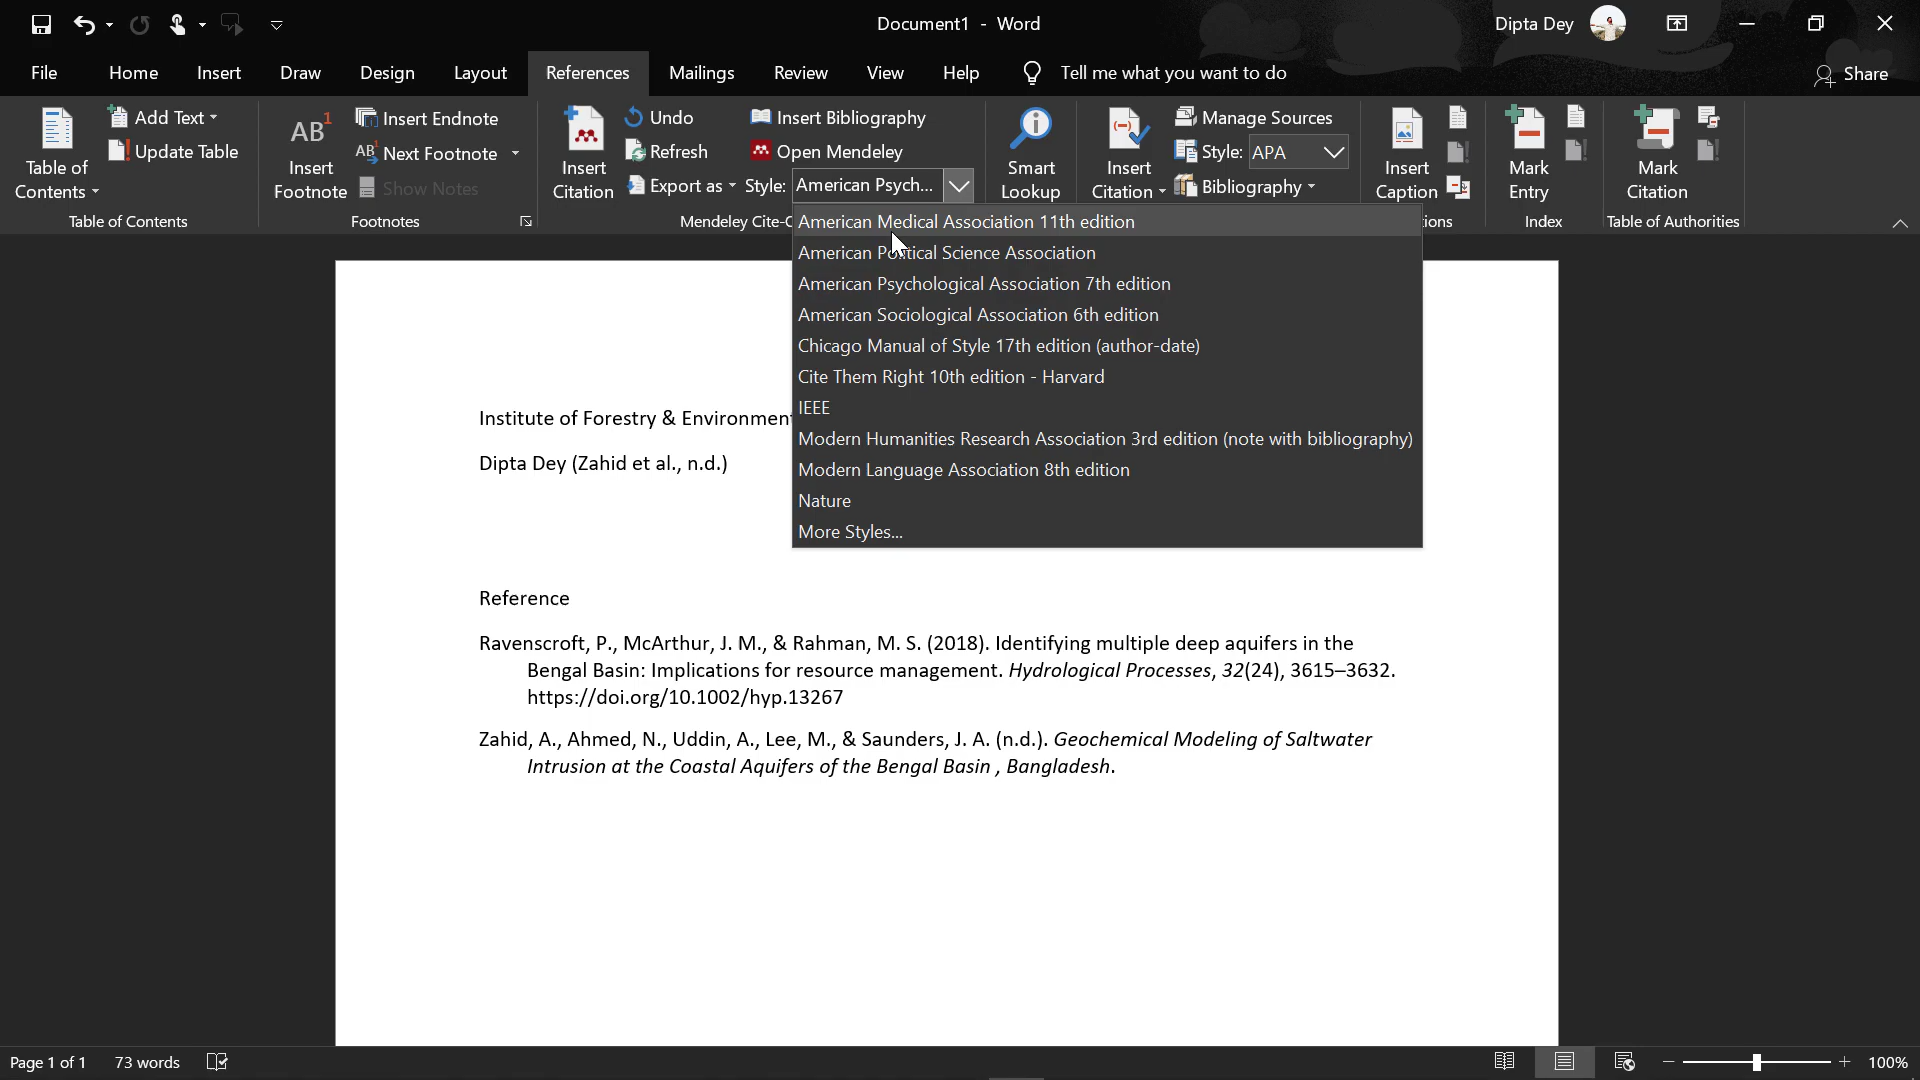 Document1 - Word
Dipta Dey
File Home Insert Draw Design Layout References Mailings Review View Help Tell me what you want to do Share
Table of Contents
Add Text
Update Table
Table of Contents
AB1
Insert Footnote
Insert Endnote
AB Next Footnote
Show Notes
Footnotes
Insert Citation
Undo
Refresh
Export as
Insert Bibliography
Open Mendeley
Style: American Psych...
Mendeley Cite-O
Smart Lookup
Insert Citation
Manage Sources
Style: APA
Bibliography
Insert Caption
ions
Mark Entry
Index
Mark Citation
Table of Authorities
American Medical Association 11th edition
American Political Science Association
American Psychological Association 7th edition
American Sociological Association 6th edition
Chicago Manual of Style 17th edition (author-date)
Cite Them Right 10th edition - Harvard
IEEE
Modern Humanities Research Association 3rd edition (note with bibliography)
Modern Language Association 8th edition
Nature
More Styles...
Institute of Forestry & Environment
Dipta Dey (Zahid et al., n.d.)
Reference
Ravenscroft, P., McArthur, J. M., & Rahman, M. S. (2018). Identifying multiple deep aquifers in the
Bengal Basin: Implications for resource management. Hydrological Processes, 32(24), 3615–3632.
https://doi.org/10.1002/hyp.13267
Zahid, A., Ahmed, N., Uddin, A., Lee, M., & Saunders, J. A. (n.d.). Geochemical Modeling of Saltwater
Intrusion at the Coastal Aquifers of the Bengal Basin , Bangladesh.
Page 1 of 1 73 words 100%